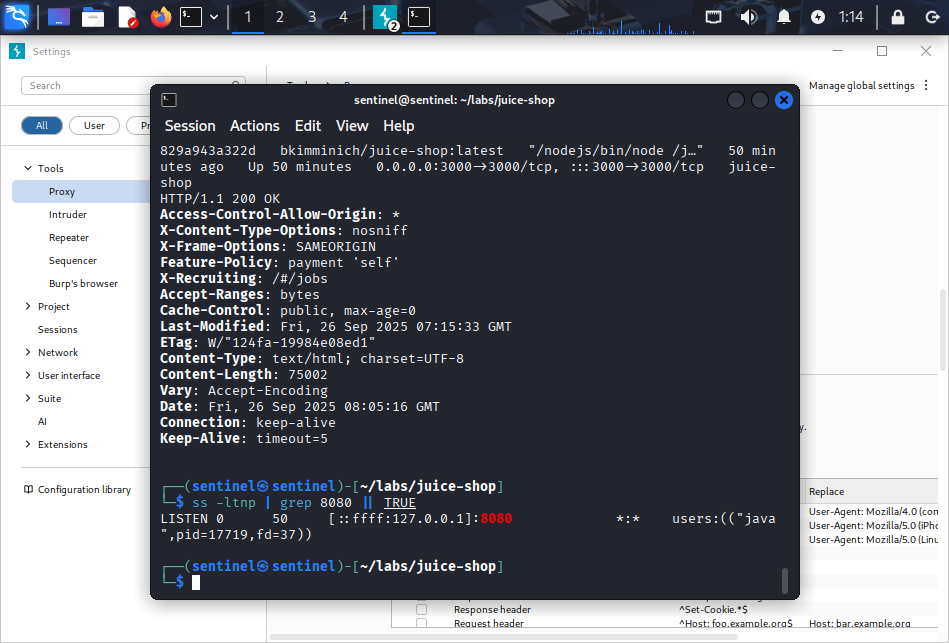 1 2 3 4 2 1:14
Settings
Search
Manage global settings
All User
Tools
Proxy
Intruder
Repeater
Sequencer
Burp's browser
Project
Sessions
Network
User interface
Suite
AI
Extensions
Configuration library
sentinel@sentinel: ~/labs/juice-shop
Session Actions Edit View Help
829a943a322d bkimminich/juice-shop:latest "/nodejs/bin/node /j…" 50 min
utes ago Up 50 minutes 0.0.0.0:3000→3000/tcp, :::3000→3000/tcp juice-
shop
HTTP/1.1 200 OK
Access-Control-Allow-Origin: *
X-Content-Type-Options: nosniff
X-Frame-Options: SAMEORIGIN
Feature-Policy: payment 'self'
X-Recruiting: /#/jobs
Accept-Ranges: bytes
Cache-Control: public, max-age=0
Last-Modified: Fri, 26 Sep 2025 07:15:33 GMT
ETag: W/"124fa-19984e08ed1"
Content-Type: text/html; charset=UTF-8
Content-Length: 75002
Vary: Accept-Encoding
Date: Fri, 26 Sep 2025 08:05:16 GMT
Connection: keep-alive
Keep-Alive: timeout=5
┌──(sentinel㉿sentinel)-[~/labs/juice-shop]
└─$ ss -ltnp | grep 8080 || TRUE
LISTEN 0 50 [::ffff:127.0.0.1]:8080 *:* users:(("java
",pid=17719,fd=37))
┌──(sentinel㉿sentinel)-[~/labs/juice-shop]
└─$
Replace
User-Agent: Mozilla/4.0 (con
User-Agent: Mozilla/5.0 (iPho
User-Agent: Mozilla/5.0 (Linu
Response header ^Set-Cookie.*$
Request header ^Host: foo.example.org$ Host: bar.example.org